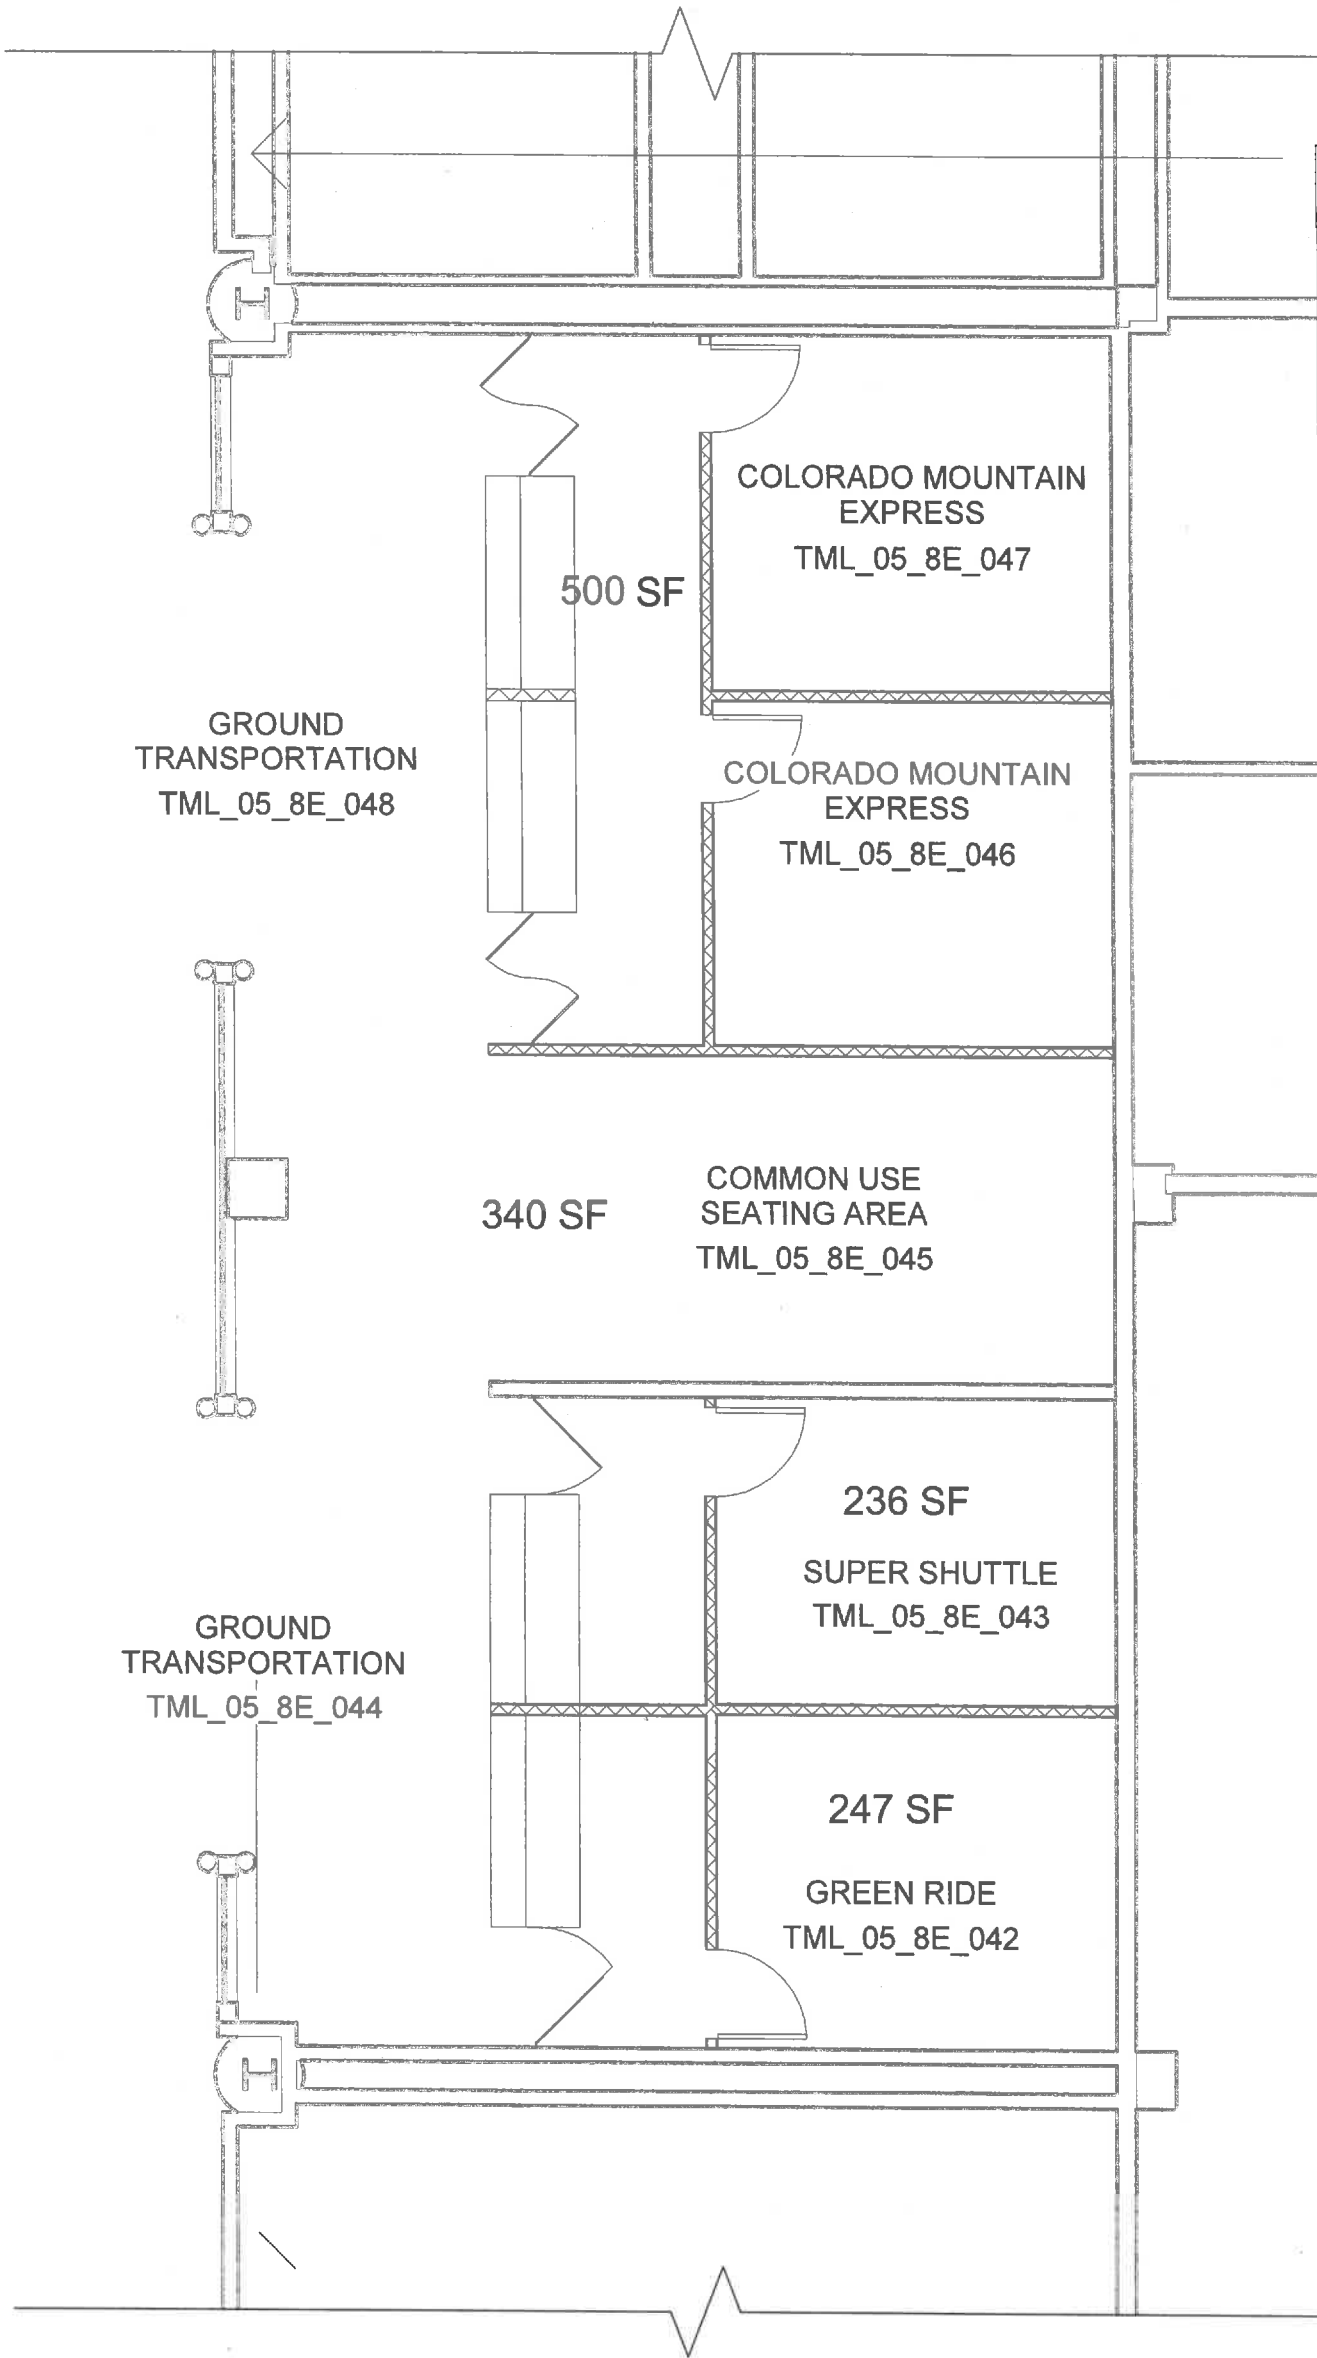 COLORADO MOUNTAIN
EXPRESS
TML_05_8E_047
500 SF
GROUND
TRANSPORTATION
TML_05_8E_048
COLORADO MOUNTAIN
EXPRESS
TML_05_8E_046
340 SF
COMMON USE
SEATING AREA
TML_05_8E_045
236 SF
SUPER SHUTTLE
TML_05_8E_043
GROUND
TRANSPORTATION
TML_05_8E_044
247 SF
GREEN RIDE
TML_05_8E_042